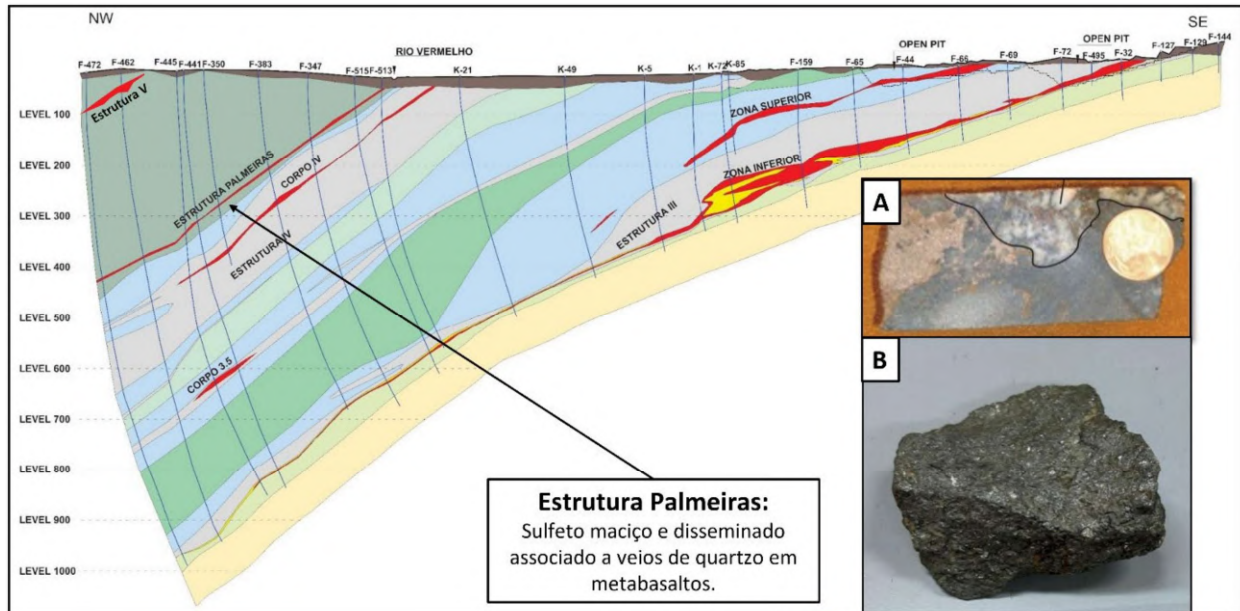 NW
SE
F-472
F-462
F-445
F-441
F-350
F-383
F-347
F-515
F-513
RIO VERMELHO
K-21
K-49
K-5
K-1
K-72
K-85
F-159
F-65
OPEN PIT
F-44
F-66
F-69
F-72
OPEN PIT
F-495
F-32
F-127
F-129
F-144
Estrutura V
LEVEL 100
LEVEL 200
LEVEL 300
LEVEL 400
LEVEL 500
LEVEL 600
LEVEL 700
LEVEL 800
LEVEL 900
LEVEL 1000
ESTRUTURA PALMEIRAS
CORPO IV
ESTRUTURA IV
CORPO 3.5
ZONA SUPERIOR
ZONA INFERIOR
ESTRUTURA III
A
B
Estrutura Palmeiras:
Sulfeto maciço e disseminado
associado a veios de quartzo em
metabasaltos.